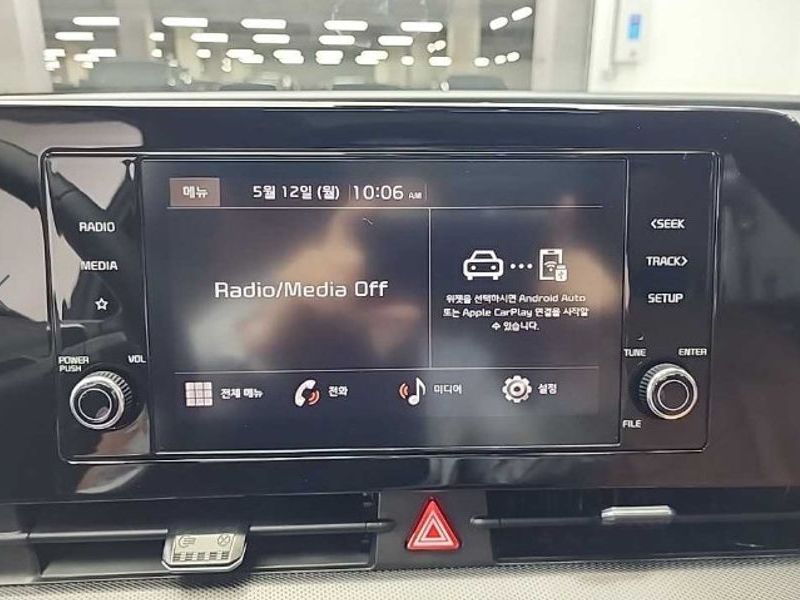 메뉴 5월 12일 (월) 10:06 AM
RADIO
MEDIA
POWER
PUSH
VOL
Radio/Media Off
위젯을 선택하시면 Android Auto
또는 Apple CarPlay 연결을 시작할
수 있습니다.
전체 메뉴 전화 미디어 설정
<SEEK
TRACK>
SETUP
TUNE
ENTER
FILE